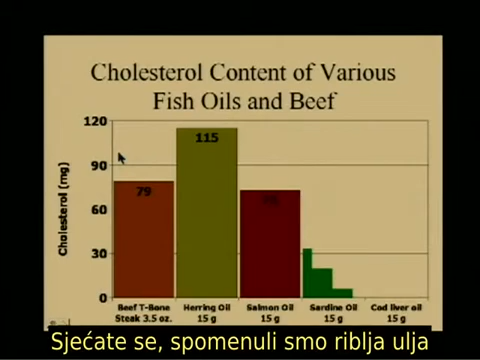 Cholesterol Content of Various
Fish Oils and Beef
120
90
60
30
0
Cholesterol (mg)
79
115
Beef T-Bone
Steak 3.5 oz.
Herring Oil
15 g
Salmon Oil
15 g
Sardine Oil
15 g
Cod liver oil
15 g
Sjećate se, spomenuli smo riblja ulja